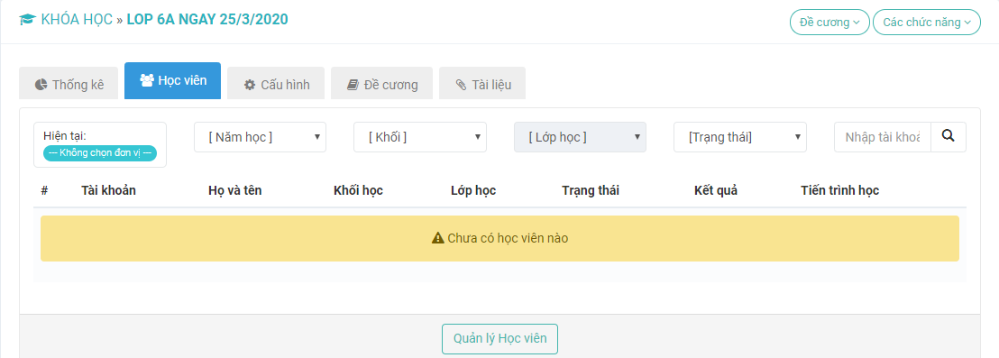 KHÓA HỌC » LOP 6A NGAY 25/3/2020
Đề cương
Các chức năng
Thống kê
Học viên
Cấu hình
Đề cương
Tài liệu
Hiện tại:
--- Không chọn đơn vị ---
[ Năm học ]
[ Khối ]
[ Lớp học ]
[Trạng thái]
Nhập tài khoả
# Tài khoản Họ và tên Khối học Lớp học Trạng thái Kết quả Tiến trình học
Chưa có học viên nào
Quản lý Học viên